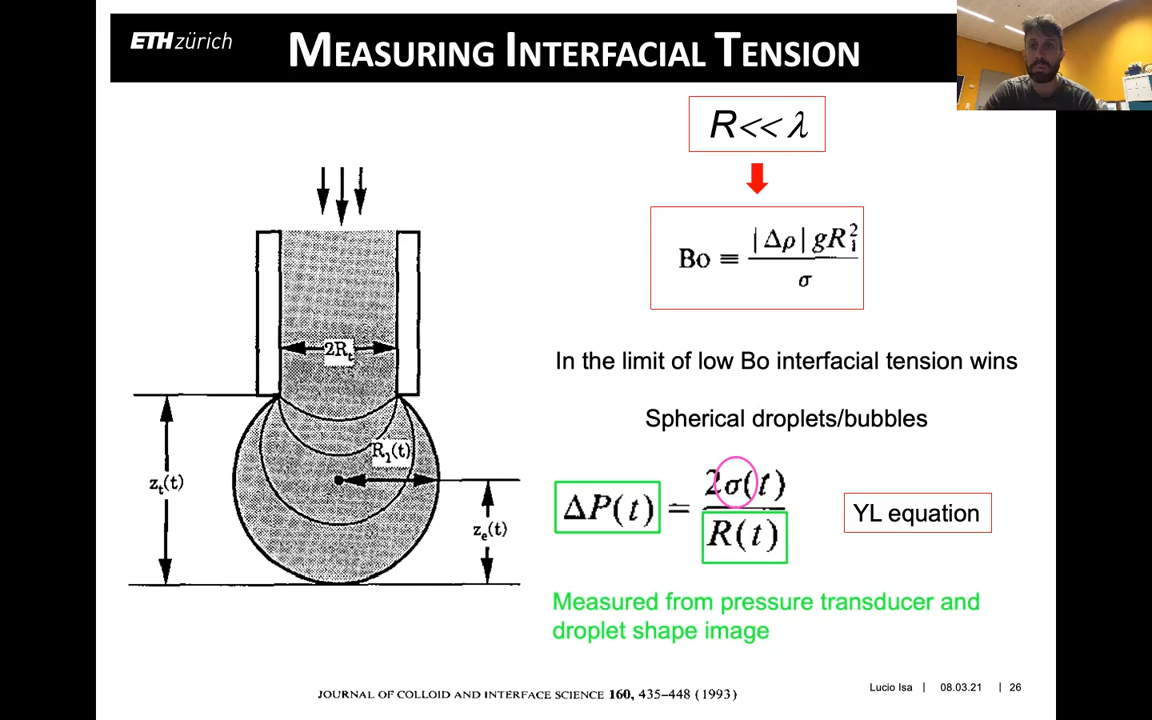 ETH zürich
MEASURING INTERFACIAL TENSION
R<<λ
Bo ≡ |Δρ| gR₁² / σ
2Rₜ
In the limit of low Bo interfacial tension wins
Spherical droplets/bubbles
R₁(t)
zₜ(t)
zₑ(t)
ΔP(t) = 2σ(t) / R(t)
YL equation
Measured from pressure transducer and
droplet shape image
JOURNAL OF COLLOID AND INTERFACE SCIENCE 160, 435–448 (1993)
Lucio Isa | 08.03.21 | 26